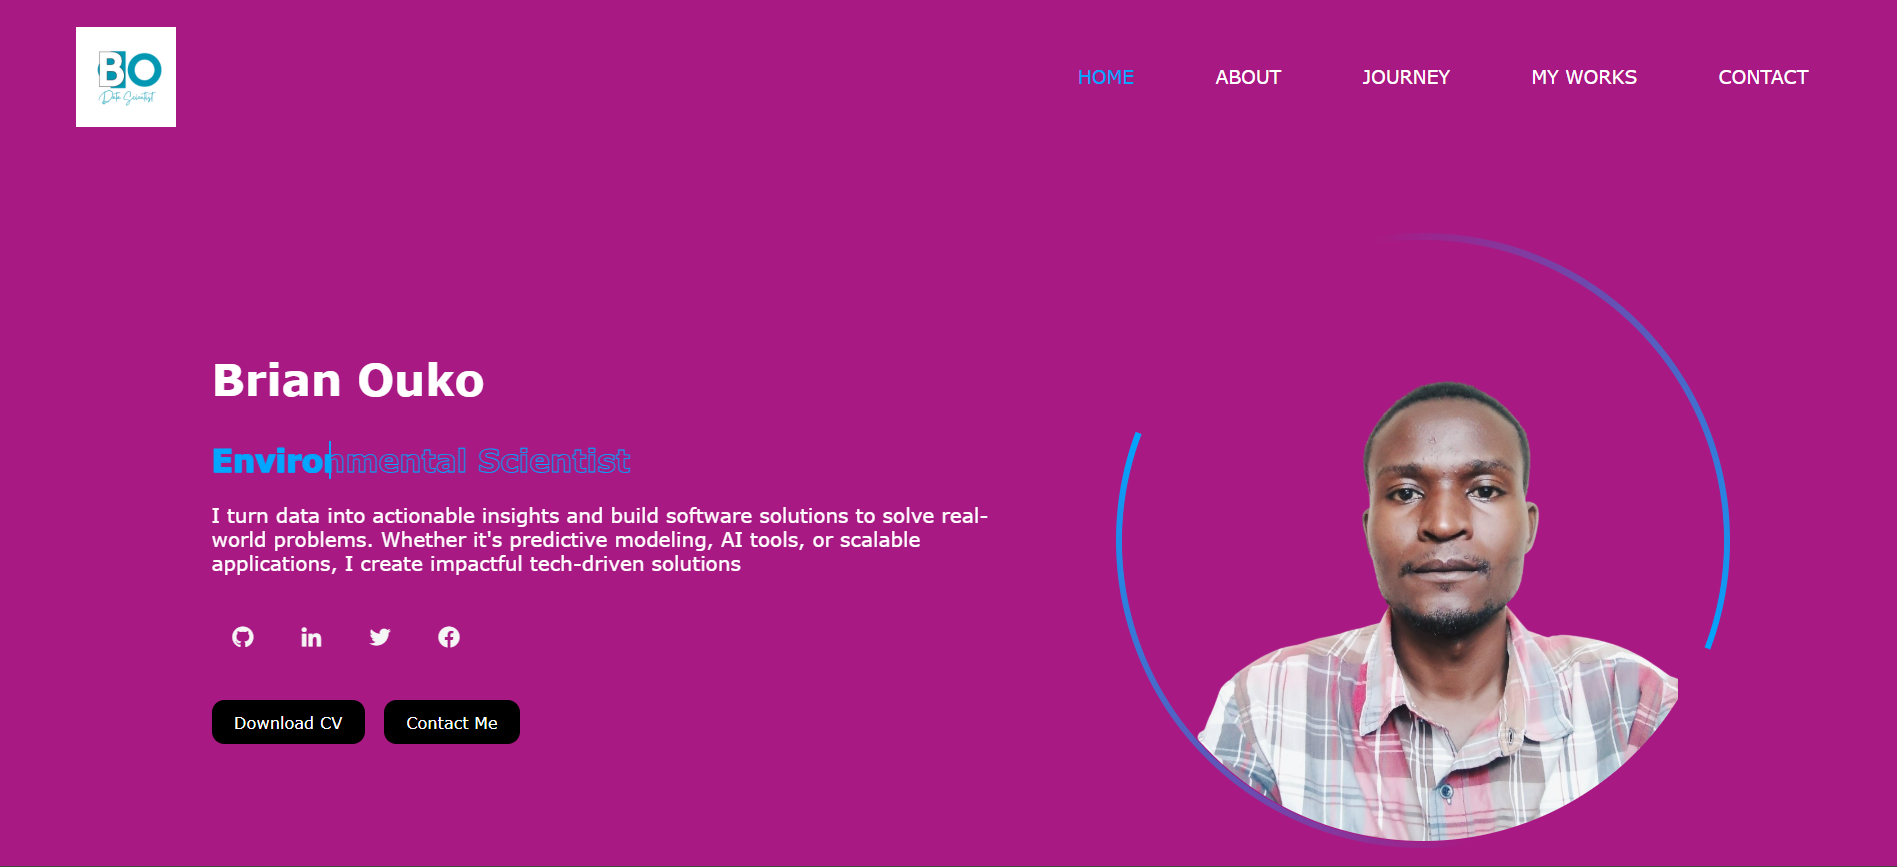 BO
Data Scientist
HOME ABOUT JOURNEY MY WORKS CONTACT
Brian Ouko
Environmental Scientist
I turn data into actionable insights and build software solutions to solve real-
world problems. Whether it's predictive modeling, AI tools, or scalable
applications, I create impactful tech-driven solutions
in
Download CV Contact Me